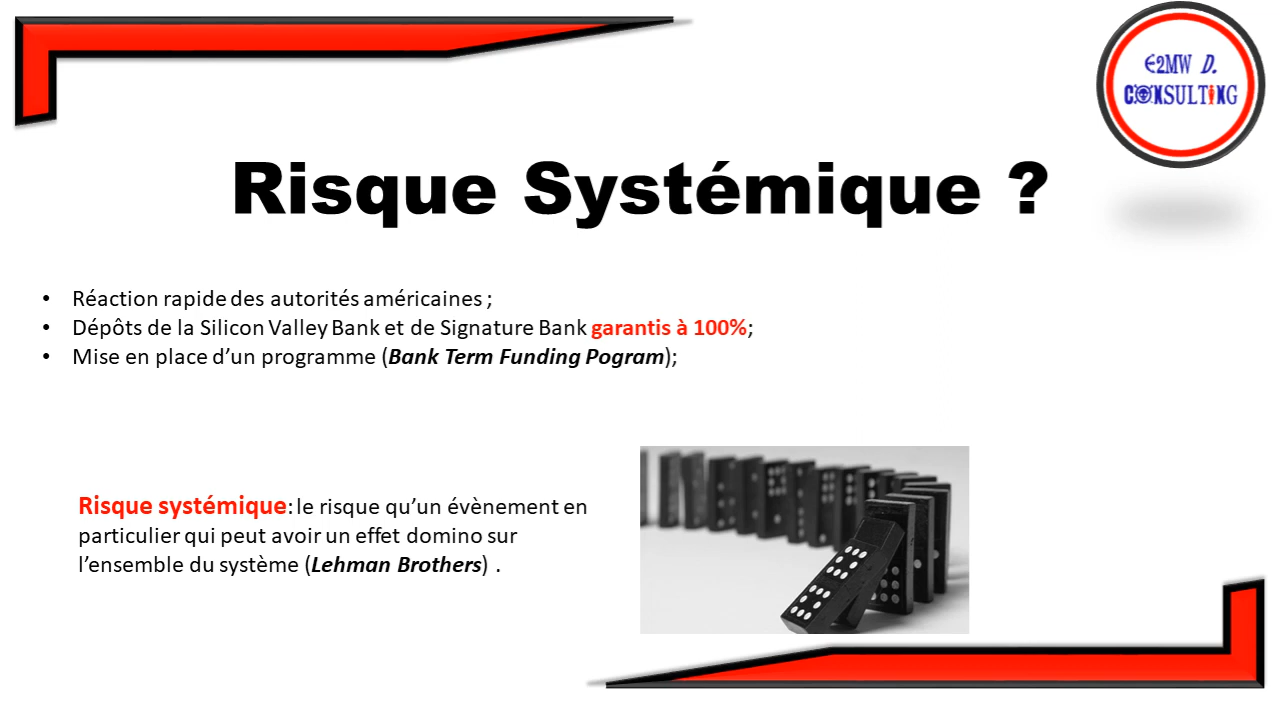 Є2MW D.
CONSULTING
Risque Systémique ?
• Réaction rapide des autorités américaines ;
• Dépôts de la Silicon Valley Bank et de Signature Bank garantis à 100%;
• Mise en place d’un programme (Bank Term Funding Pogram);
Risque systémique: le risque qu’un évènement en
particulier qui peut avoir un effet domino sur
l’ensemble du système (Lehman Brothers) .